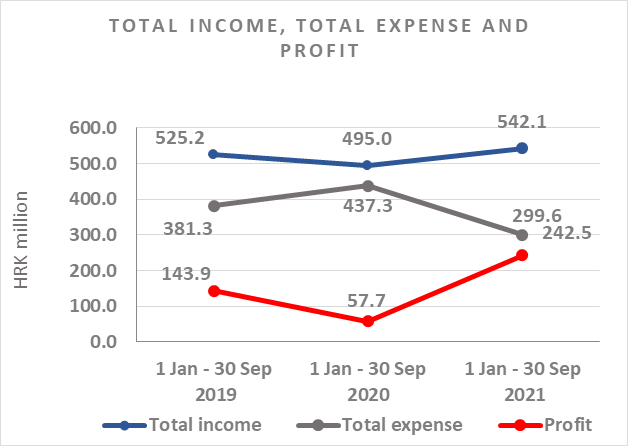 TOTAL INCOME, TOTAL EXPENSE AND
PROFIT
HRK million
600.0
500.0
400.0
300.0
200.0
100.0
0.0
525.2
495.0
542.1
381.3
437.3
299.6
143.9
57.7
242.5
1 Jan - 30 Sep
2019
1 Jan - 30 Sep
2020
1 Jan - 30 Sep
2021
Total income
Total expense
Profit